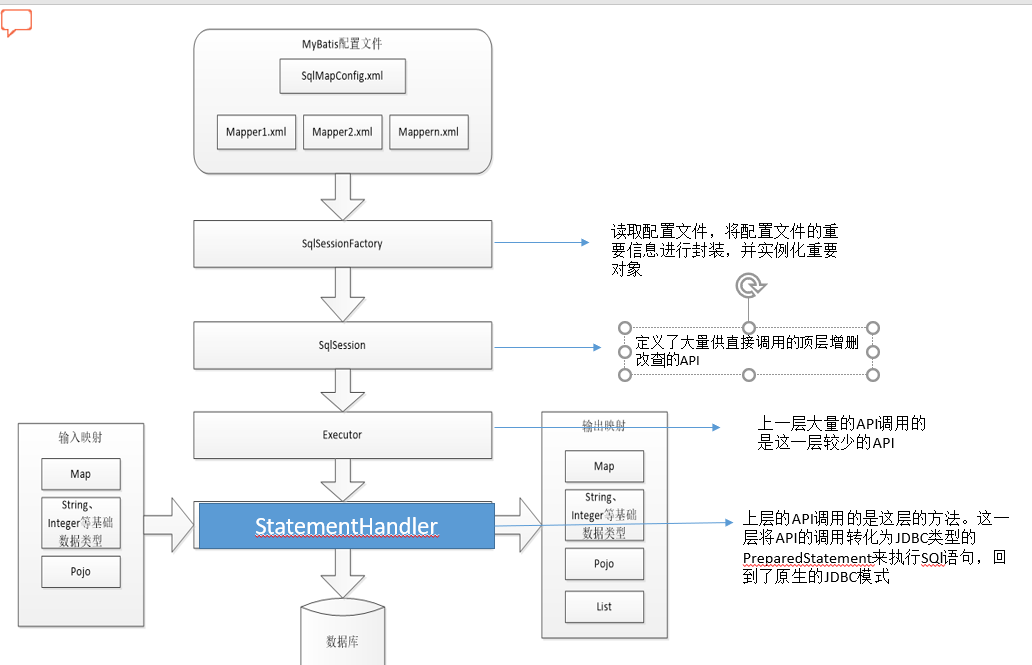 MyBatis配置文件
SqlMapConfig.xml
Mapper1.xml
Mapper2.xml
Mappern.xml
SqlSessionFactory
读取配置文件，将配置文件的重
要信息进行封装，并实例化重要
对象
SqlSession
定义了大量供直接调用的顶层增删
改查的API
Executor
上一层大量的API调用的
是这一层较少的API
输入映射
Map
String、
Integer等基础
数据类型
Pojo
StatementHandler
输出映射
Map
String、
Integer等基础
数据类型
Pojo
List
上层的API调用的是这层的方法。这一
层将API的调用转化为JDBC类型的
PreparedStatement来执行SQl语句，回
到了原生的JDBC模式
数据库